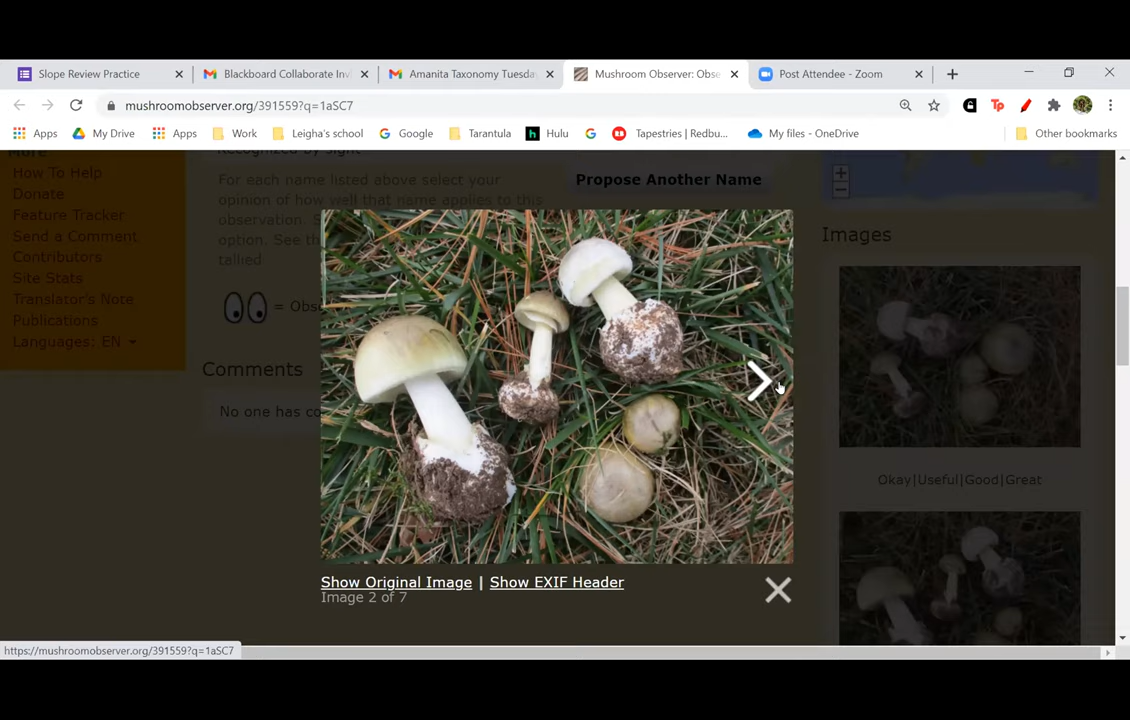 Slope Review Practice
Blackboard Collaborate Inv
Amanita Taxonomy Tuesda
Mushroom Observer: Obse
Post Attendee - Zoom
mushroomobserver.org/391559?q=1aSC7
Apps
My Drive
Apps
Work
Leigha's school
Google
Tarantula
Hulu
Tapestries | Redbu...
My files - OneDrive
Other bookmarks
More
How To Help
Donate
Feature Tracker
Send a Comment
Contributors
Site Stats
Translator's Note
Publications
Languages: EN
Recognized by sight
For each name listed above select your
opinion of how well that name applies to this
observation. S
option. See th
tallied
= Obs
Comments
No one has co
Propose Another Name
Show Original Image | Show EXIF Header
Image 2 of 7
+
−
Images
Okay|Useful|Good|Great
https://mushroomobserver.org/391559?q=1aSC7